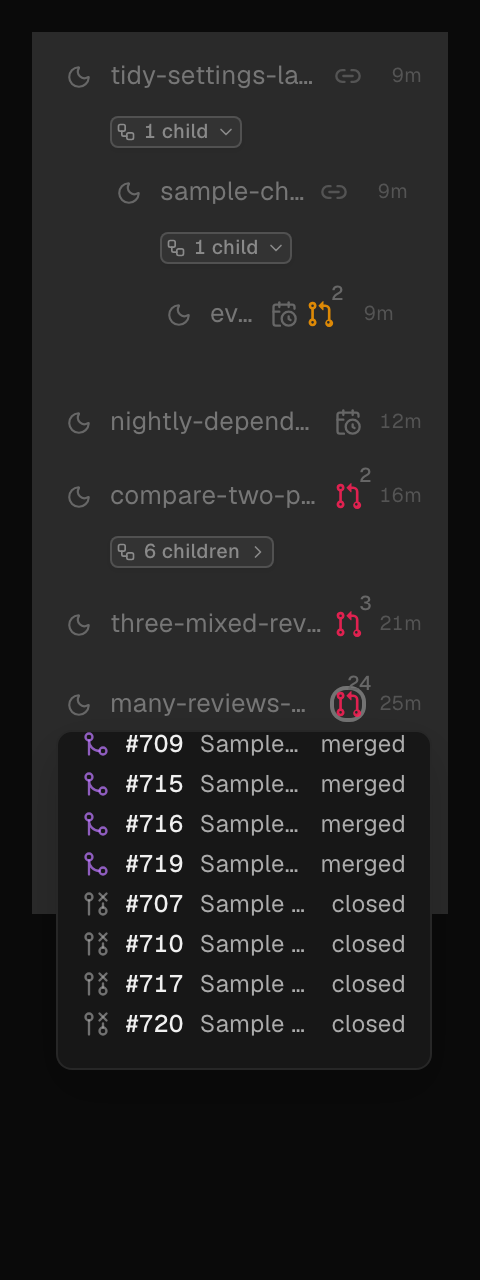 tidy-settings-la… 9m
1 child
sample-ch… 9m
1 child
ev… 2 9m
nightly-depend… 12m
compare-two-p… 2 16m
6 children
three-mixed-rev… 3 21m
many-reviews-… 24 25m
#709 Sample… merged
#715 Sample… merged
#716 Sample… merged
#719 Sample… merged
#707 Sample … closed
#710 Sample … closed
#717 Sample … closed
#720 Sample … closed